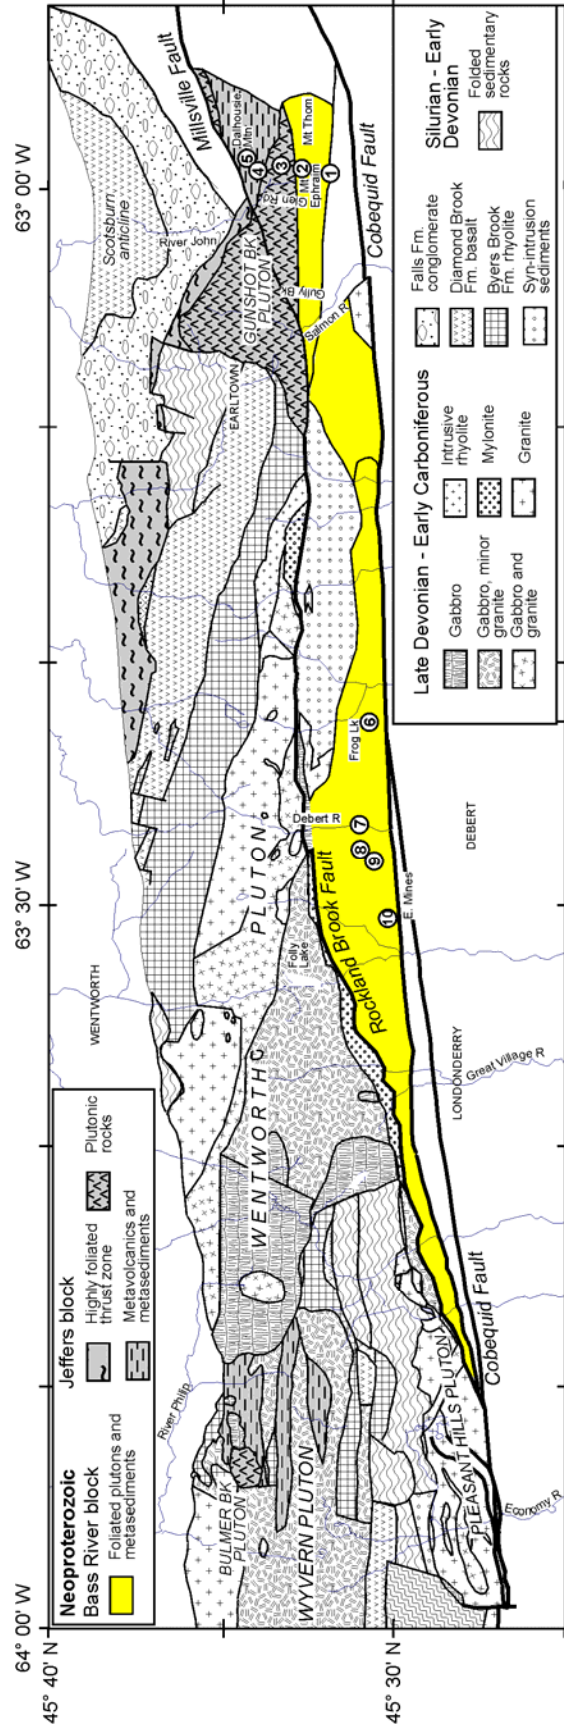 64° 00' W
63° 30' W
63° 00' W
45° 40' N
45° 30' N
Neoproterozoic
Bass River block
Foliated plutons and
metasediments
Jeffers block
Highly foliated
thrust zone
Metavolcanics and
metasediments
Plutonic
rocks
WENTWORTH
River Philip
BULMER BK
PLUTON
WYVERN PLUTON
WENTWORTH
PLUTON
Folly
Lake
Debert R
Rockland Brook Fault
PLEASANT HILLS PLUTON
Economy R
Cobequid Fault
LONDONDERRY
Great Village R
E. Mines
DEBERT
Frog Lk
10
9
8
7
6
EARLTOWN
GUNSHOT BK
PLUTON
River John
Scotsburn
anticline
Millsville Fault
Dalhousie
Mtn
5
4
3
2
1
Mt
Ephraim
Mt Thom
Gully Bk
Salmon R
Cobequid Fault
Late Devonian - Early Carboniferous
Gabbro
Gabbro, minor
granite
Gabbro and
granite
Intrusive
rhyolite
Mylonite
Granite
Falls Fm.
conglomerate
Diamond Brook
Fm. basalt
Byers Brook
Fm. rhyolite
Syn-intrusion
sediments
Silurian - Early
Devonian
Folded
sedimentary
rocks